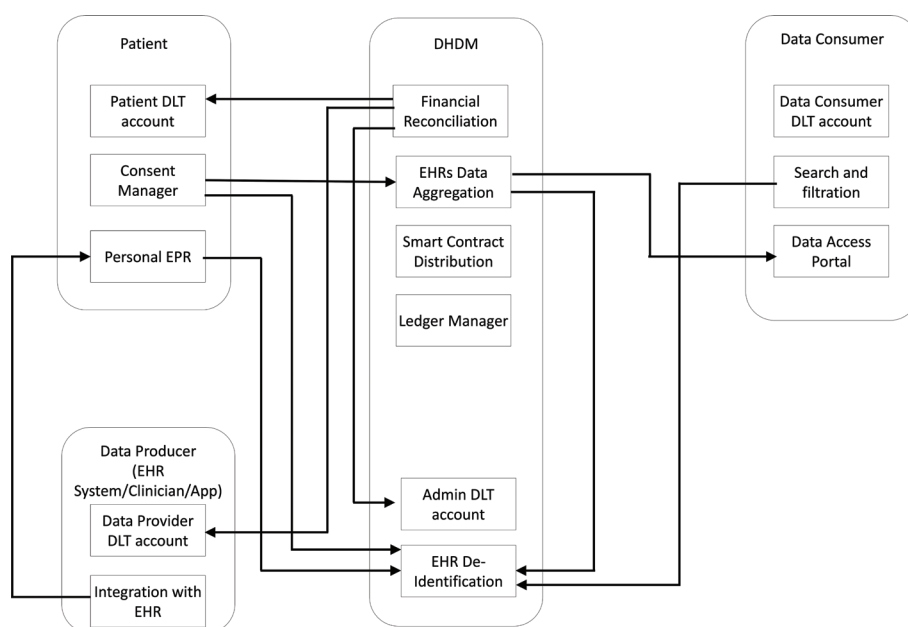 Patient
Patient DLT
account
Consent
Manager
Personal EPR
Data Producer
(EHR
System/Clinician/App)
Data Provider
DLT account
Integration with
EHR
DHDM
Financial
Reconciliation
EHRs Data
Aggregation
Smart Contract
Distribution
Ledger Manager
Admin DLT
account
EHR De-
Identification
Data Consumer
Data Consumer
DLT account
Search and
filtration
Data Access
Portal